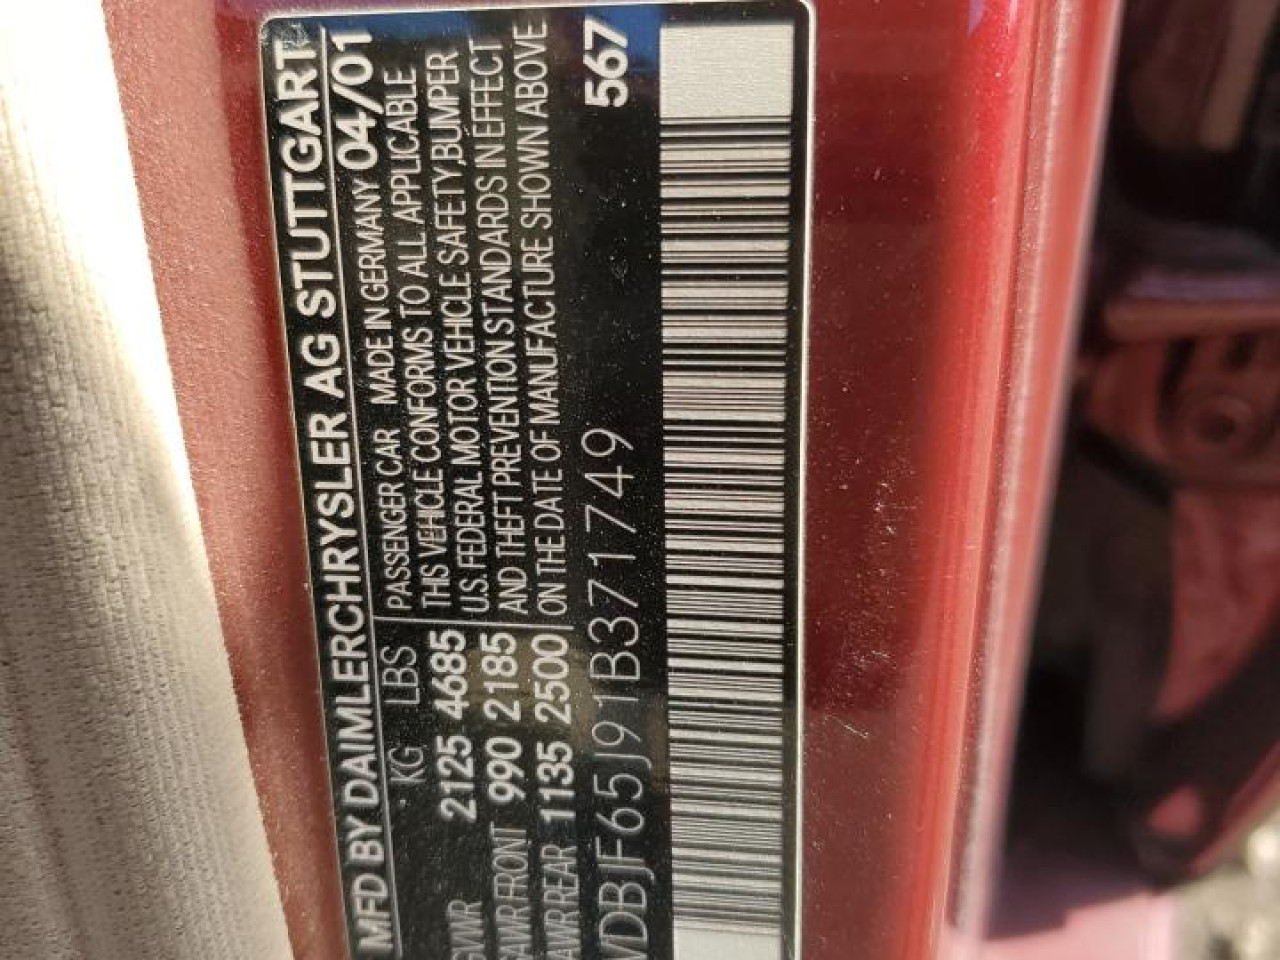 MFD BY DAIMLERCHRYSLER AG STUTTGART
KG LBS PASSENGER CAR MADE IN GERMANY 04/01
GVWR 2125 4685 THIS VEHICLE CONFORMS TO ALL APPLICABLE
U.S. FEDERAL MOTOR VEHICLE SAFETY, BUMPER
GAWR FRONT 990 2185 AND THEFT PREVENTION STANDARDS IN EFFECT
GAWR REAR 1135 2500 ON THE DATE OF MANUFACTURE SHOWN ABOVE
WDBJF65J91B371749 567